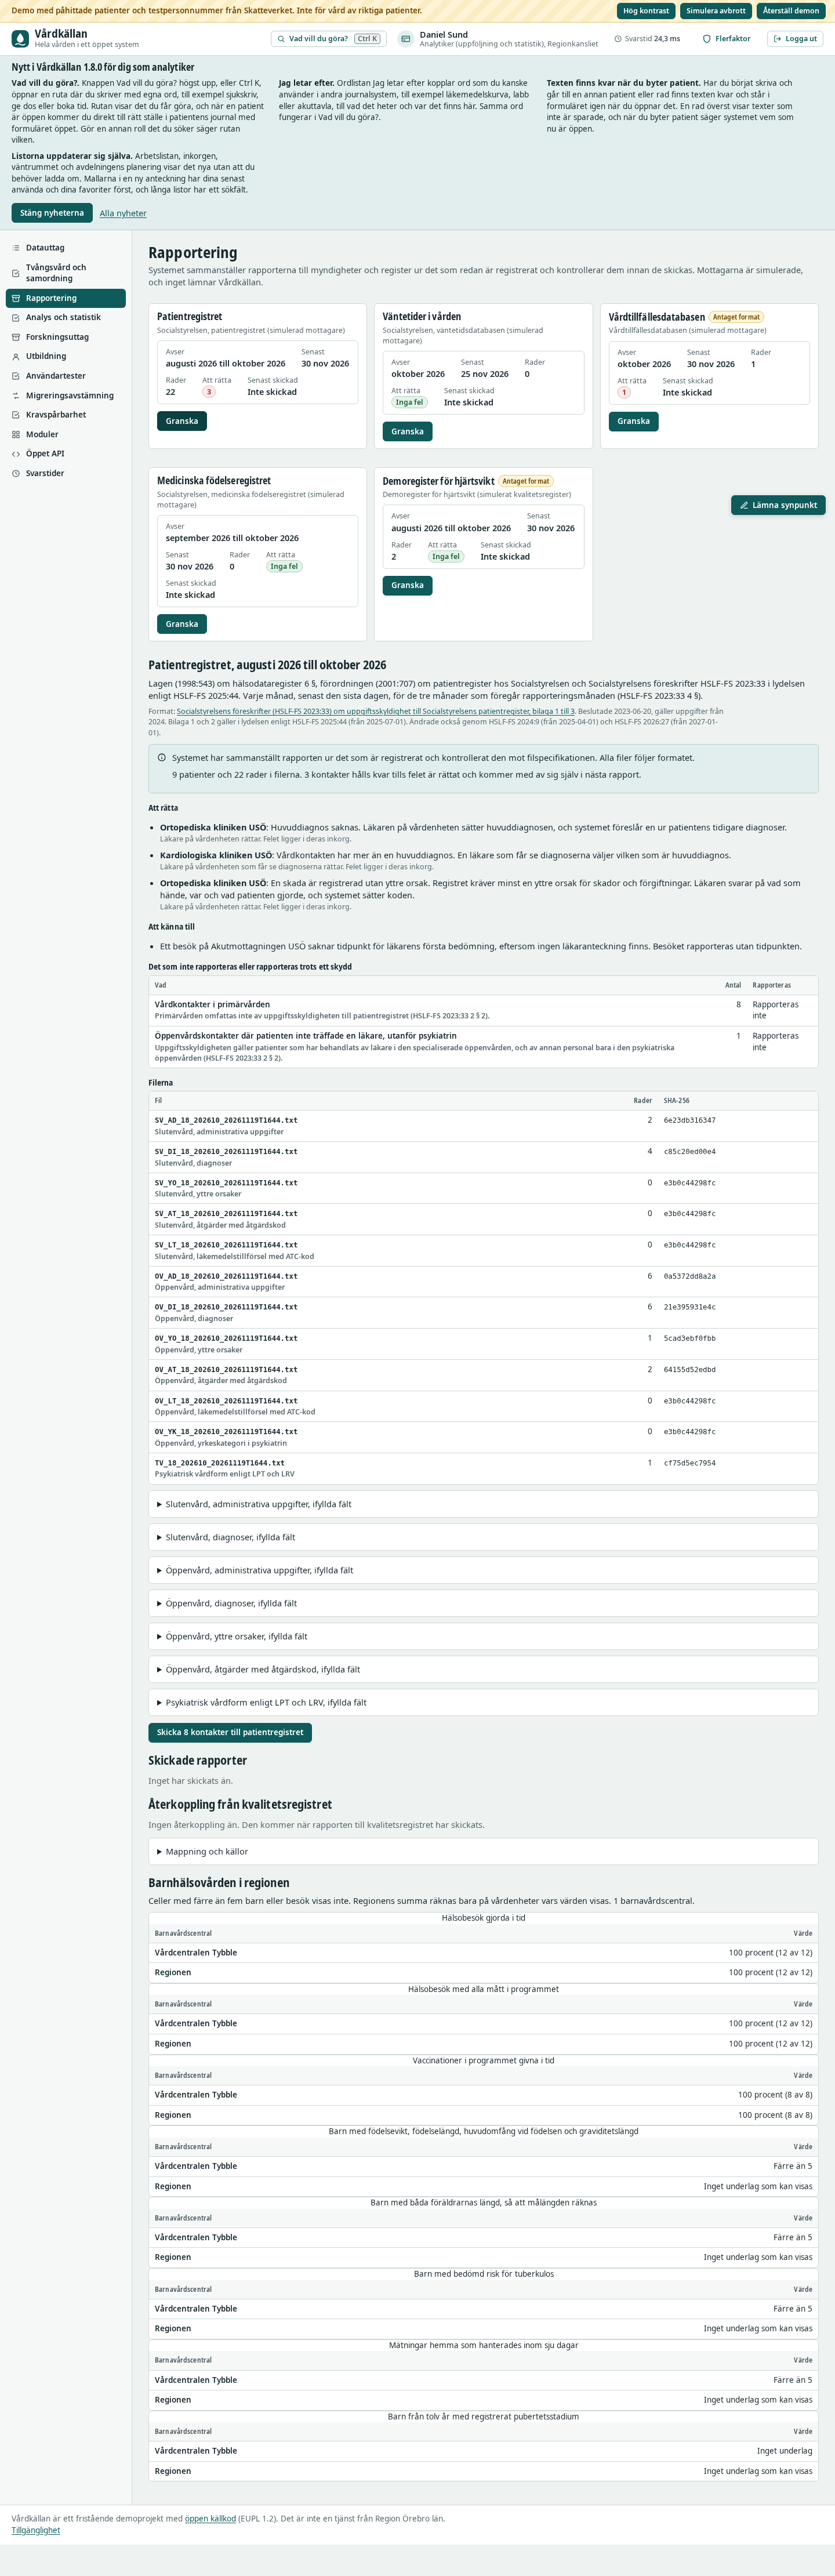 Demo med påhittade patienter och testpersonnummer från Skatteverket. Inte för vård av riktiga patienter.
Hög kontrast
Simulera avbrott
Återställ demon
Vårdkällan
Hela vården i ett öppet system
Vad vill du göra? Ctrl K
Daniel Sund
Analytiker (uppföljning och statistik), Regionkansliet
Svarstid 24,3 ms
Flerfaktor
Logga ut
Nytt i Vårdkällan 1.8.0 för dig som analytiker
Vad vill du göra?. Knappen Vad vill du göra? högst upp, eller Ctrl K,
öppnar en ruta där du skriver med egna ord, till exempel sjukskriv,
ge dos eller boka tid. Rutan visar det du får göra, och när en patient
är öppen kommer du direkt till rätt ställe i patientens journal med
formuläret öppet. Gör en annan roll det du söker säger rutan
vilken.
Listorna uppdaterar sig själva. Arbetslistan, inkorgen,
väntrummet och avdelningens planering visar det nya utan att du
behöver ladda om. Mallarna i en ny anteckning har dina senast
använda och dina favoriter först, och långa listor har ett sökfält.
Jag letar efter. Ordlistan Jag letar efter kopplar ord som du kanske
använder i andra journalsystem, till exempel läkemedelskurva, labb
eller akuttavla, till vad det heter och var det finns här. Samma ord
fungerar i Vad vill du göra?.
Texten finns kvar när du byter patient. Har du börjat skriva och
går till en annan patient eller rad finns texten kvar och står i
formuläret igen när du öppnar det. En rad överst visar texter som
inte är sparade, och när du byter patient säger systemet vem som
nu är öppen.
Stäng nyheterna
Alla nyheter
Datauttag
Tvångsvård och
samordning
Rapportering
Analys och statistik
Forskningsuttag
Utbildning
Användartester
Migreringsavstämning
Kravspårbarhet
Moduler
Öppet API
Svarstider
Rapportering
Systemet sammanställer rapporterna till myndigheter och register ur det som redan är registrerat och kontrollerar dem innan de skickas. Mottagarna är simulerade,
och inget lämnar Vårdkällan.
Patientregistret
Socialstyrelsen, patientregistret (simulerad mottagare)
Avser
augusti 2026 till oktober 2026
Senast
30 nov 2026
Rader
22
Att rätta
3
Senast skickad
Inte skickad
Granska
Väntetider i vården
Socialstyrelsen, väntetidsdatabasen (simulerad
mottagare)
Avser
oktober 2026
Senast
25 nov 2026
Rader
0
Att rätta
Inga fel
Senast skickad
Inte skickad
Granska
Vårdtillfällesdatabasen Antaget format
Vårdtillfällesdatabasen (simulerad mottagare)
Avser
oktober 2026
Senast
30 nov 2026
Rader
1
Att rätta
1
Senast skickad
Inte skickad
Granska
Medicinska födelseregistret
Socialstyrelsen, medicinska födelseregistret (simulerad
mottagare)
Avser
september 2026 till oktober 2026
Senast
30 nov 2026
Rader
0
Att rätta
Inga fel
Senast skickad
Inte skickad
Granska
Demoregister för hjärtsvikt Antaget format
Demoregister för hjärtsvikt (simulerat kvalitetsregister)
Avser
augusti 2026 till oktober 2026
Senast
30 nov 2026
Rader
2
Att rätta
Inga fel
Senast skickad
Inte skickad
Granska
Lämna synpunkt
Patientregistret, augusti 2026 till oktober 2026
Lagen (1998:543) om hälsodataregister 6 §, förordningen (2001:707) om patientregister hos Socialstyrelsen och Socialstyrelsens föreskrifter HSLF-FS 2023:33 i lydelsen
enligt HSLF-FS 2025:44. Varje månad, senast den sista dagen, för de tre månader som föregår rapporteringsmånaden (HSLF-FS 2023:33 4 §).
Format: Socialstyrelsens föreskrifter (HSLF-FS 2023:33) om uppgiftsskyldighet till Socialstyrelsens patientregister, bilaga 1 till 3. Beslutade 2023-06-20, gäller uppgifter från
2024. Bilaga 1 och 2 gäller i lydelsen enligt HSLF-FS 2025:44 (från 2025-07-01). Ändrade också genom HSLF-FS 2024:9 (från 2025-04-01) och HSLF-FS 2026:27 (från 2027-01-
01).
Systemet har sammanställt rapporten ur det som är registrerat och kontrollerat den mot filspecifikationen. Alla filer följer formatet.
9 patienter och 22 rader i filerna. 3 kontakter hålls kvar tills felet är rättat och kommer med av sig själv i nästa rapport.
Att rätta
Ortopediska kliniken USÖ: Huvuddiagnos saknas. Läkaren på vårdenheten sätter huvuddiagnosen, och systemet föreslår en ur patientens tidigare diagnoser.
Läkare på vårdenheten rättar. Felet ligger i deras inkorg.
Kardiologiska kliniken USÖ: Vårdkontakten har mer än en huvuddiagnos. En läkare som får se diagnoserna väljer vilken som är huvuddiagnos.
Läkare på vårdenheten som får se diagnoserna rättar. Felet ligger i deras inkorg.
Ortopediska kliniken USÖ: En skada är registrerad utan yttre orsak. Registret kräver minst en yttre orsak för skador och förgiftningar. Läkaren svarar på vad som
hände, var och vad patienten gjorde, och systemet sätter koden.
Läkare på vårdenheten rättar. Felet ligger i deras inkorg.
Att känna till
Ett besök på Akutmottagningen USÖ saknar tidpunkt för läkarens första bedömning, eftersom ingen läkaranteckning finns. Besöket rapporteras utan tidpunkten.
Det som inte rapporteras eller rapporteras trots ett skydd
Vad Antal Rapporteras
Vårdkontakter i primärvården 8 Rapporteras
inte
Primärvården omfattas inte av uppgiftsskyldigheten till patientregistret (HSLF-FS 2023:33 2 § 2).
Öppenvårdskontakter där patienten inte träffade en läkare, utanför psykiatrin 1 Rapporteras
inte
Uppgiftsskyldigheten gäller patienter som har behandlats av läkare i den specialiserade öppenvården, och av annan personal bara i den psykiatriska
öppenvården (HSLF-FS 2023:33 2 § 2).
Filerna
Fil Rader SHA-256
SV_AD_18_202610_20261119T1644.txt 2 6e23db316347
Slutenvård, administrativa uppgifter
SV_DI_18_202610_20261119T1644.txt 4 c85c20ed00e4
Slutenvård, diagnoser
SV_YO_18_202610_20261119T1644.txt 0 e3b0c44298fc
Slutenvård, yttre orsaker
SV_AT_18_202610_20261119T1644.txt 0 e3b0c44298fc
Slutenvård, åtgärder med åtgärdskod
SV_LT_18_202610_20261119T1644.txt 0 e3b0c44298fc
Slutenvård, läkemedelstillförsel med ATC-kod
OV_AD_18_202610_20261119T1644.txt 6 0a5372dd8a2a
Öppenvård, administrativa uppgifter
OV_DI_18_202610_20261119T1644.txt 6 21e395931e4c
Öppenvård, diagnoser
OV_YO_18_202610_20261119T1644.txt 1 5cad3ebf0fbb
Öppenvård, yttre orsaker
OV_AT_18_202610_20261119T1644.txt 2 64155d52edbd
Öppenvård, åtgärder med åtgärdskod
OV_LT_18_202610_20261119T1644.txt 0 e3b0c44298fc
Öppenvård, läkemedelstillförsel med ATC-kod
OV_YK_18_202610_20261119T1644.txt 0 e3b0c44298fc
Öppenvård, yrkeskategori i psykiatrin
TV_18_202610_20261119T1644.txt 1 cf75d5ec7954
Psykiatrisk vårdform enligt LPT och LRV
Slutenvård, administrativa uppgifter, ifyllda fält
Slutenvård, diagnoser, ifyllda fält
Öppenvård, administrativa uppgifter, ifyllda fält
Öppenvård, diagnoser, ifyllda fält
Öppenvård, yttre orsaker, ifyllda fält
Öppenvård, åtgärder med åtgärdskod, ifyllda fält
Psykiatrisk vårdform enligt LPT och LRV, ifyllda fält
Skicka 8 kontakter till patientregistret
Skickade rapporter
Inget har skickats än.
Återkoppling från kvalitetsregistret
Ingen återkoppling än. Den kommer när rapporten till kvalitetsregistret har skickats.
Mappning och källor
Barnhälsovården i regionen
Celler med färre än fem barn eller besök visas inte. Regionens summa räknas bara på vårdenheter vars värden visas. 1 barnavårdscentral.
Hälsobesök gjorda i tid
Barnavårdscentral Värde
Vårdcentralen Tybble 100 procent (12 av 12)
Regionen 100 procent (12 av 12)
Hälsobesök med alla mått i programmet
Barnavårdscentral Värde
Vårdcentralen Tybble 100 procent (12 av 12)
Regionen 100 procent (12 av 12)
Vaccinationer i programmet givna i tid
Barnavårdscentral Värde
Vårdcentralen Tybble 100 procent (8 av 8)
Regionen 100 procent (8 av 8)
Barn med födelsevikt, födelselängd, huvudomfång vid födelsen och graviditetslängd
Barnavårdscentral Värde
Vårdcentralen Tybble Färre än 5
Regionen Inget underlag som kan visas
Barn med båda föräldrarnas längd, så att målängden räknas
Barnavårdscentral Värde
Vårdcentralen Tybble Färre än 5
Regionen Inget underlag som kan visas
Barn med bedömd risk för tuberkulos
Barnavårdscentral Värde
Vårdcentralen Tybble Färre än 5
Regionen Inget underlag som kan visas
Mätningar hemma som hanterades inom sju dagar
Barnavårdscentral Värde
Vårdcentralen Tybble Färre än 5
Regionen Inget underlag som kan visas
Barn från tolv år med registrerat pubertetsstadium
Barnavårdscentral Värde
Vårdcentralen Tybble Inget underlag
Regionen Inget underlag som kan visas
Vårdkällan är ett fristående demoprojekt med öppen källkod (EUPL 1.2). Det är inte en tjänst från Region Örebro län.
Tillgänglighet